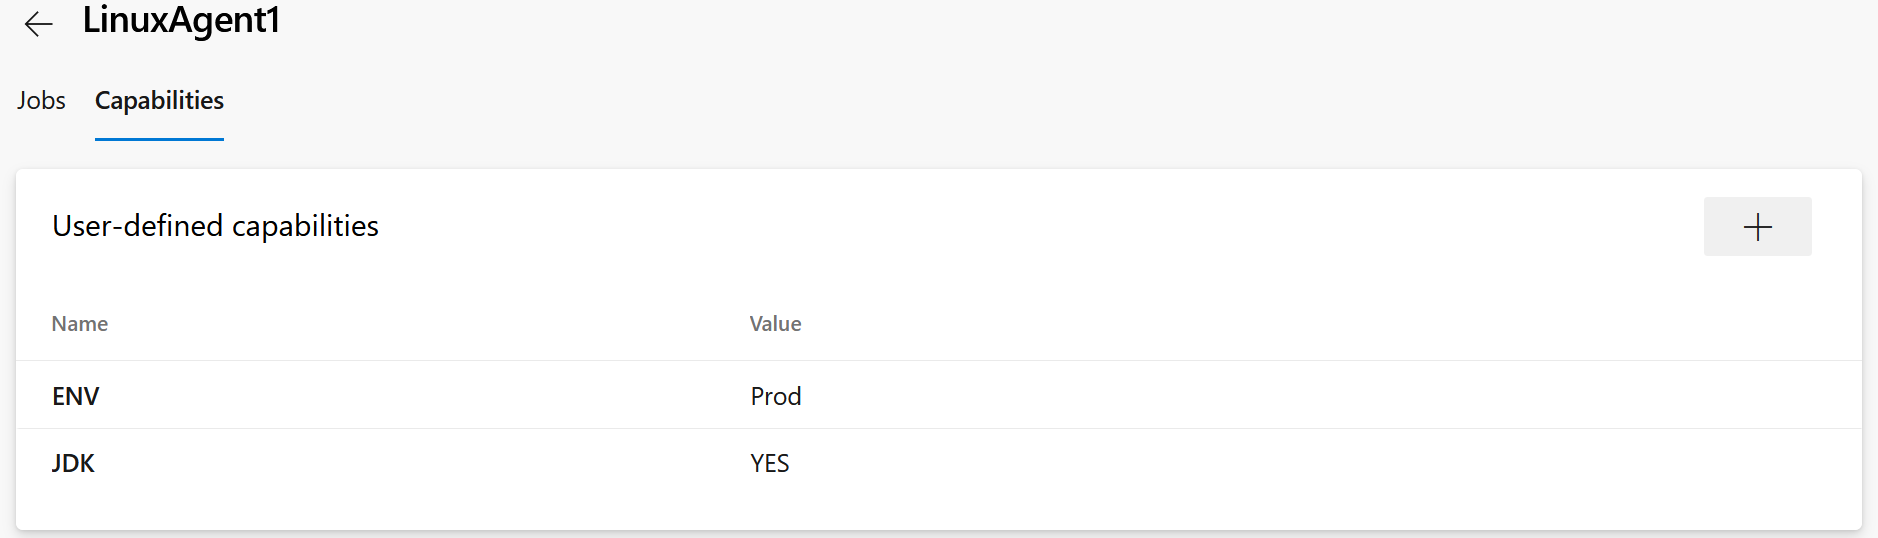 LinuxAgent1
Jobs Capabilities
User-defined capabilities
Name Value
ENV Prod
JDK YES